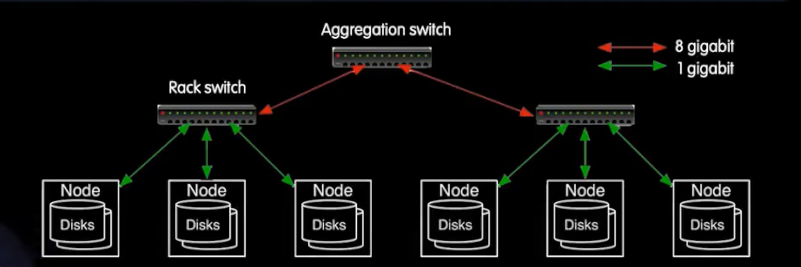 Aggregation switch
8 gigabit
1 gigabit
Rack switch
Node
Node
Node
Node
Node
Node
Disks
Disks
Disks
Disks
Disks
Disks